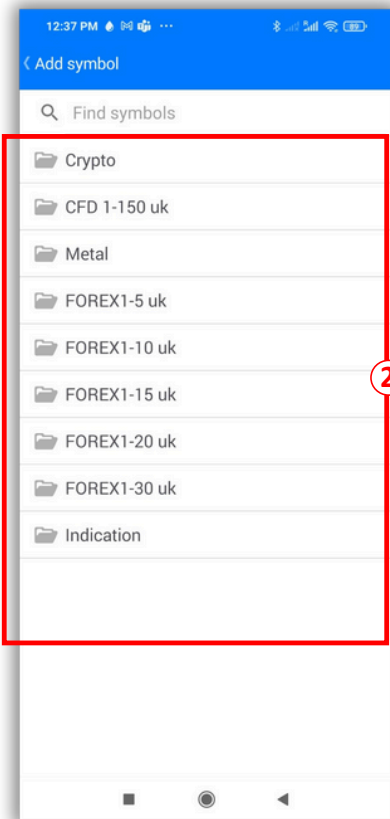 12:37 PM ··· 89
Add symbol
Find symbols
Crypto
CFD 1-150 uk
Metal
FOREX1-5 uk
FOREX1-10 uk
FOREX1-15 uk
2
FOREX1-20 uk
FOREX1-30 uk
Indication